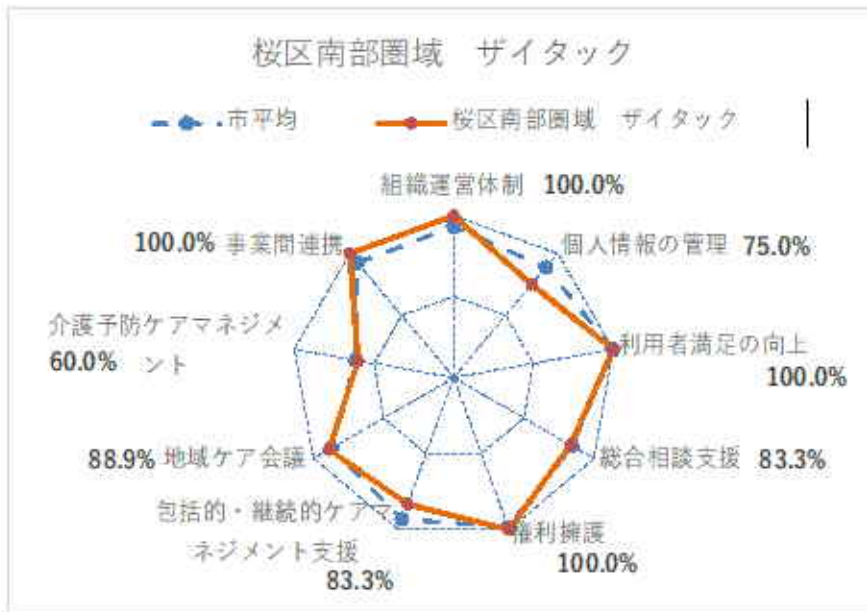 桜区南部圏域　ザイタック
市平均　桜区南部圏域　ザイタック
組織運営体制　100.0%
個人情報の管理　75.0%
利用者満足の向上
100.0%
総合相談支援　83.3%
権利擁護
100.0%
包括的・継続的ケアマ
ネジメント支援
83.3%
88.9%　地域ケア会議
介護予防ケアマネジメ
60.0%　ント
100.0%　事業間連携